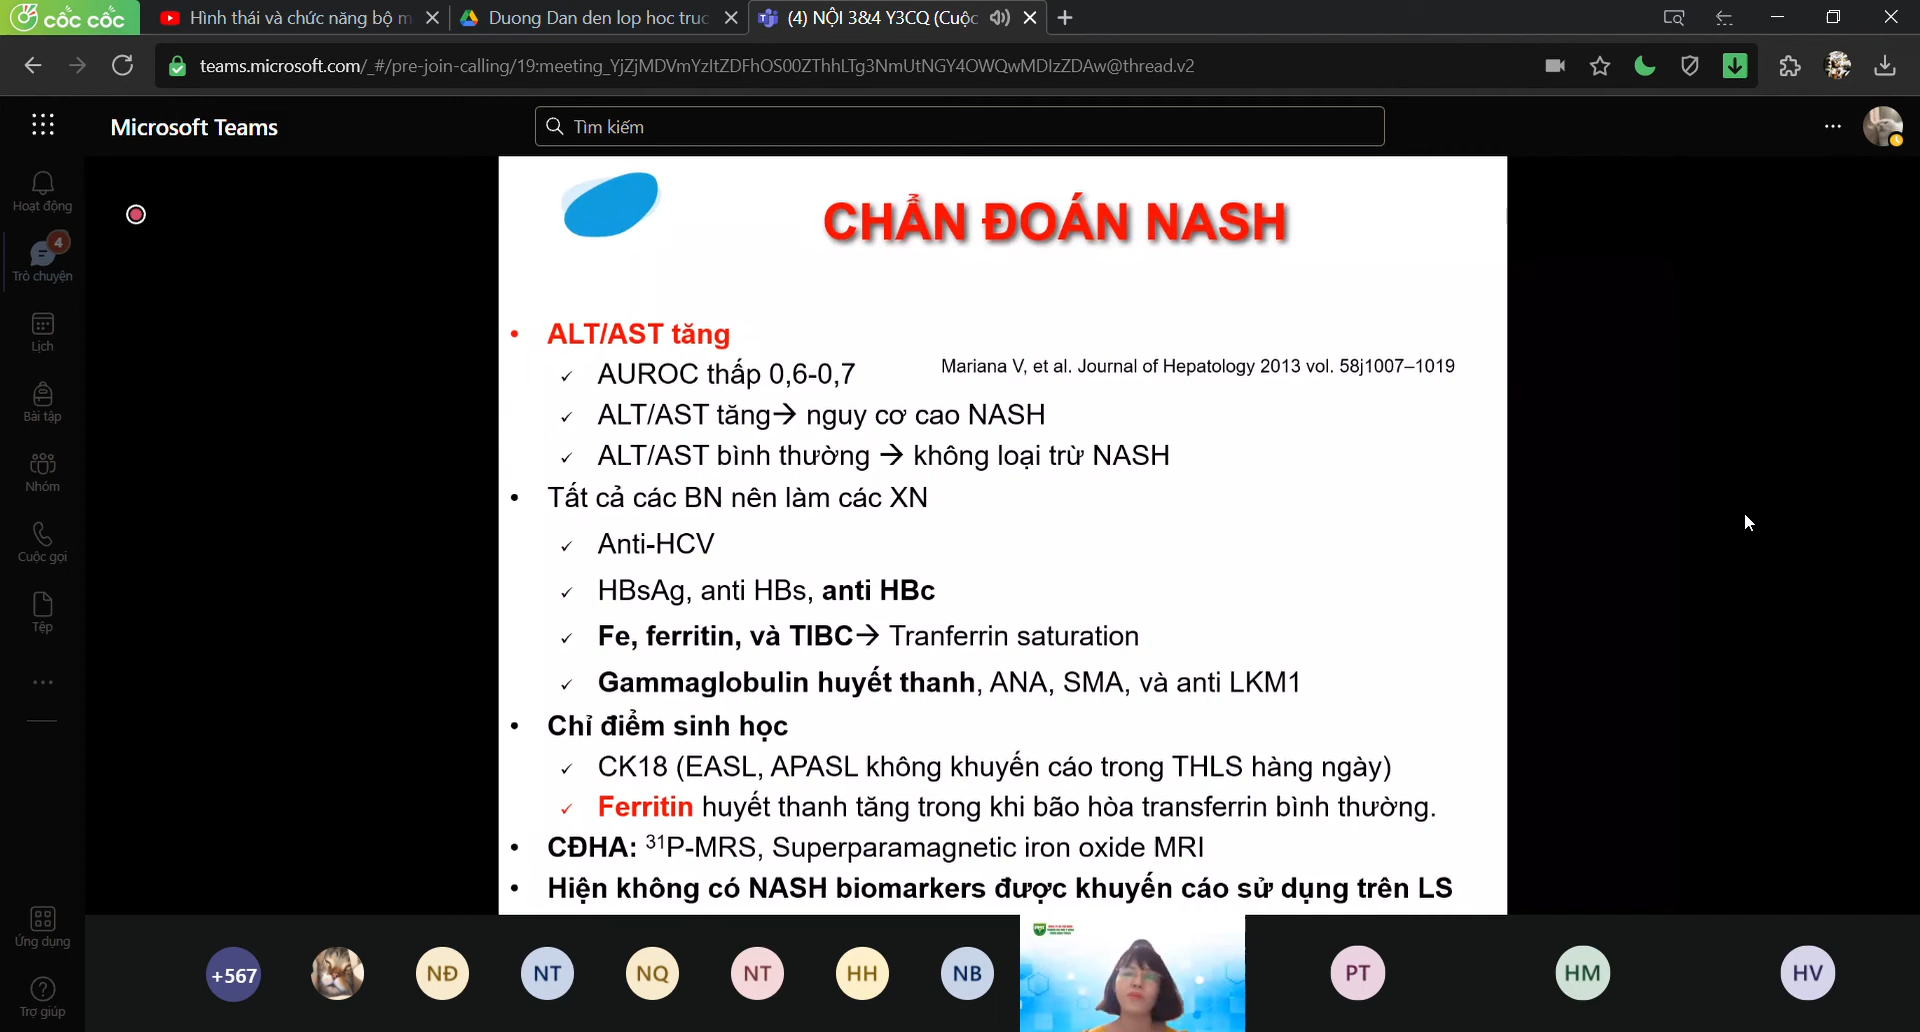 cốc cốc
Hình thái và chức năng bộ m
Duong Dan den lop hoc truc
(4) NỘI 3&4 Y3CQ (Cuộc
teams.microsoft.com/_#/pre-join-calling/19:meeting_YjZjMDVmYzItZDFhOS00ZThhLTg3NmUtNGY4OWQwMDIzZDAw@thread.v2
Microsoft Teams
Tìm kiếm
Hoạt động
4
Trò chuyện
Lịch
Bài tập
Nhóm
Cuộc gọi
Tệp
Ứng dụng
Trợ giúp
CHẨN ĐOÁN NASH
• ALT/AST tăng
✓ AUROC thấp 0,6-0,7
Mariana V, et al. Journal of Hepatology 2013 vol. 58j1007–1019
✓ ALT/AST tăng→ nguy cơ cao NASH
✓ ALT/AST bình thường → không loại trừ NASH
• Tất cả các BN nên làm các XN
✓ Anti-HCV
✓ HBsAg, anti HBs, anti HBc
✓ Fe, ferritin, và TIBC→ Tranferrin saturation
✓ Gammaglobulin huyết thanh, ANA, SMA, và anti LKM1
• Chỉ điểm sinh học
✓ CK18 (EASL, APASL không khuyến cáo trong THLS hàng ngày)
✓ Ferritin huyết thanh tăng trong khi bão hòa transferrin bình thường.
• CĐHA: ³¹P-MRS, Superparamagnetic iron oxide MRI
• Hiện không có NASH biomarkers được khuyến cáo sử dụng trên LS
+567
NĐ
NT
NQ
NT
HH
NB
PT
HM
HV